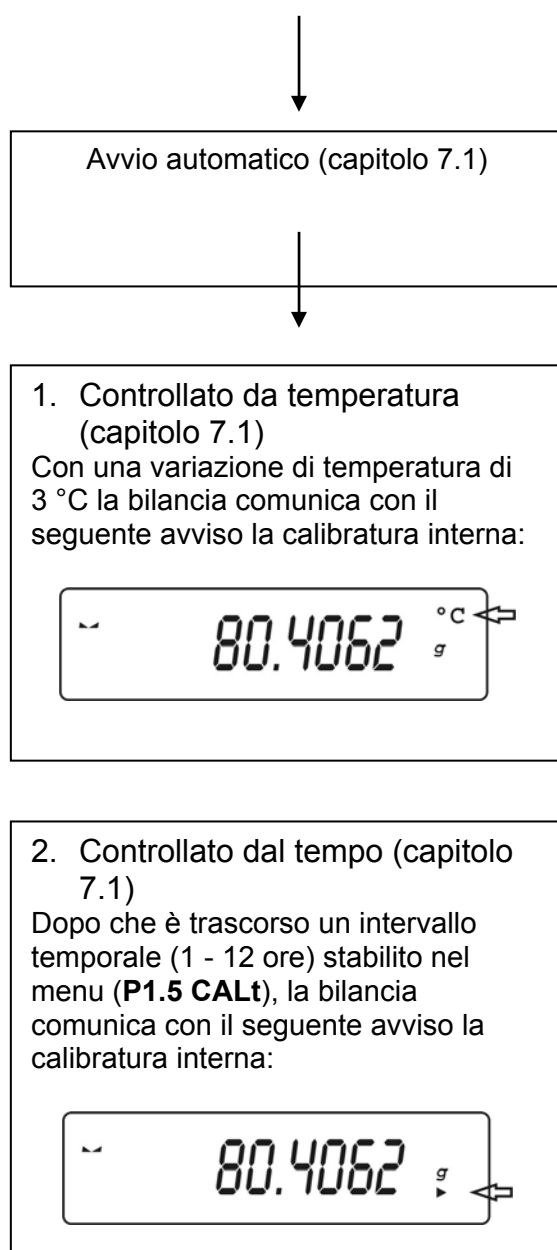 Avvio automatico (capitolo 7.1)
1. Controllato da temperatura
(capitolo 7.1)
Con una variazione di temperatura di
3 °C la bilancia comunica con il
seguente avviso la calibratura interna:
80.4062 °C
g
2. Controllato dal tempo (capitolo
7.1)
Dopo che è trascorso un intervallo
temporale (1 - 12 ore) stabilito nel
menu (P1.5 CALt), la bilancia
comunica con il seguente avviso la
calibratura interna:
80.4062 g